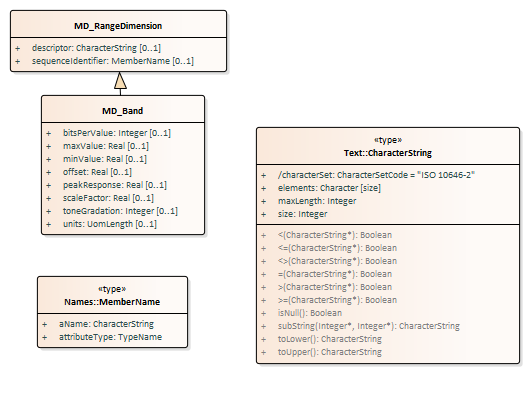 MD_RangeDimension
+ descriptor: CharacterString [0..1]
+ sequenceIdentifier: MemberName [0..1]
MD_Band
+ bitsPerValue: Integer [0..1]
+ maxValue: Real [0..1]
+ minValue: Real [0..1]
+ offset: Real [0..1]
+ peakResponse: Real [0..1]
+ scaleFactor: Real [0..1]
+ toneGradation: Integer [0..1]
+ units: UomLength [0..1]
«type»
Names::MemberName
+ aName: CharacterString
+ attributeType: TypeName
«type»
Text::CharacterString
+ /characterSet: CharacterSetCode = "ISO 10646-2"
+ elements: Character [size]
+ maxLength: Integer
+ size: Integer
+ <(CharacterString*): Boolean
+ <=(CharacterString*): Boolean
+ <>(CharacterString*): Boolean
+ =(CharacterString*): Boolean
+ >(CharacterString*): Boolean
+ >=(CharacterString*): Boolean
+ isNull(): Boolean
+ subString(Integer*, Integer*): CharacterString
+ toLower(): CharacterString
+ toUpper(): CharacterString